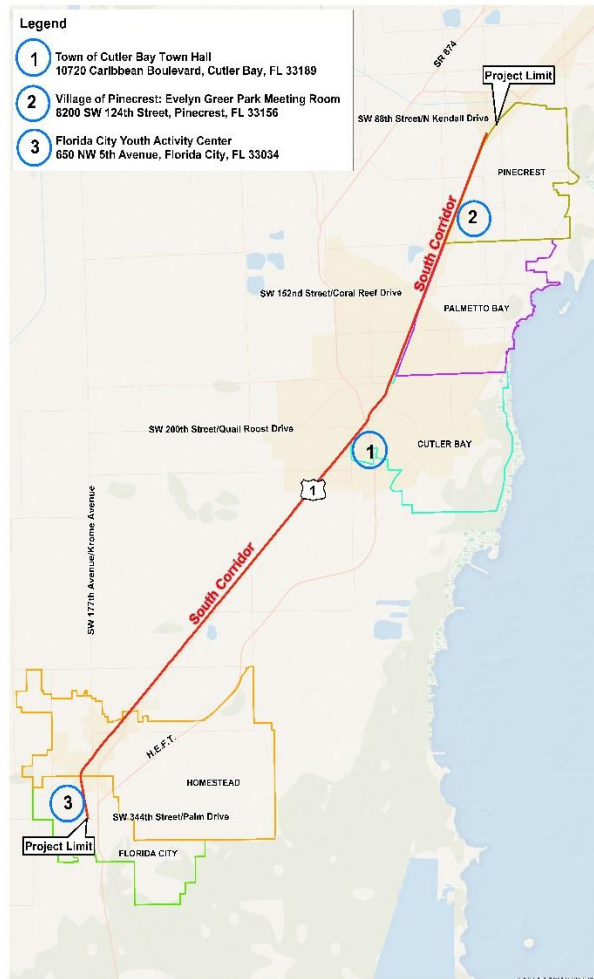 Legend
1
Town of Cutler Bay Town Hall
10720 Caribbean Boulevard, Cutler Bay, FL 33189
2
Village of Pinecrest: Evelyn Greer Park Meeting Room
8200 SW 124th Street, Pinecrest, FL 33156
3
Florida City Youth Activity Center
650 NW 5th Avenue, Florida City, FL 33034
SR 874
Project Limit
SW 88th Street/N Kendall Drive
PINECREST
2
South Corridor
SW 152nd Street/Coral Reef Drive
PALMETTO BAY
SW 200th Street/Quail Roost Drive
1
CUTLER BAY
1
SW 177th Avenue/Krome Avenue
South Corridor
H.E.F.T.
HOMESTEAD
3
SW 344th Street/Palm Drive
Project Limit
FLORIDA CITY